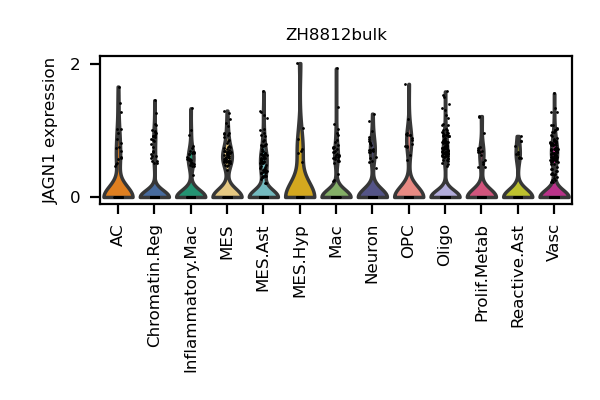 ZH8812bulk
JAGN1 expression
2
0
AC
Chromatin.Reg
Inflammatory.Mac
MES
MES.Ast
MES.Hyp
Mac
Neuron
OPC
Oligo
Prolif.Metab
Reactive.Ast
Vasc